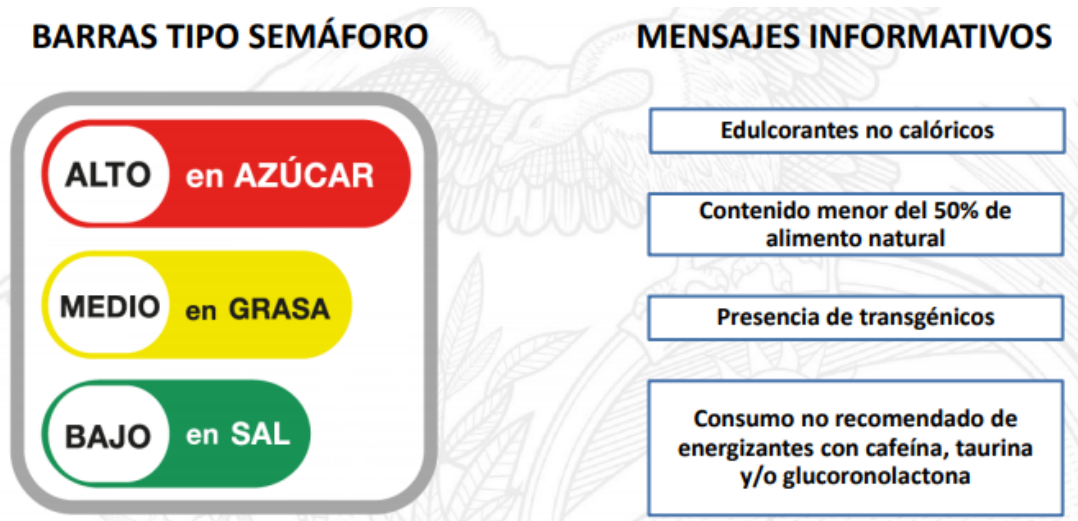 BARRAS TIPO SEMÁFORO
ALTO en AZÚCAR
MEDIO en GRASA
BAJO en SAL
MENSAJES INFORMATIVOS
Edulcorantes no calóricos
Contenido menor del 50% de
alimento natural
Presencia de transgénicos
Consumo no recomendado de
energizantes con cafeína, taurina
y/o glucoronolactona